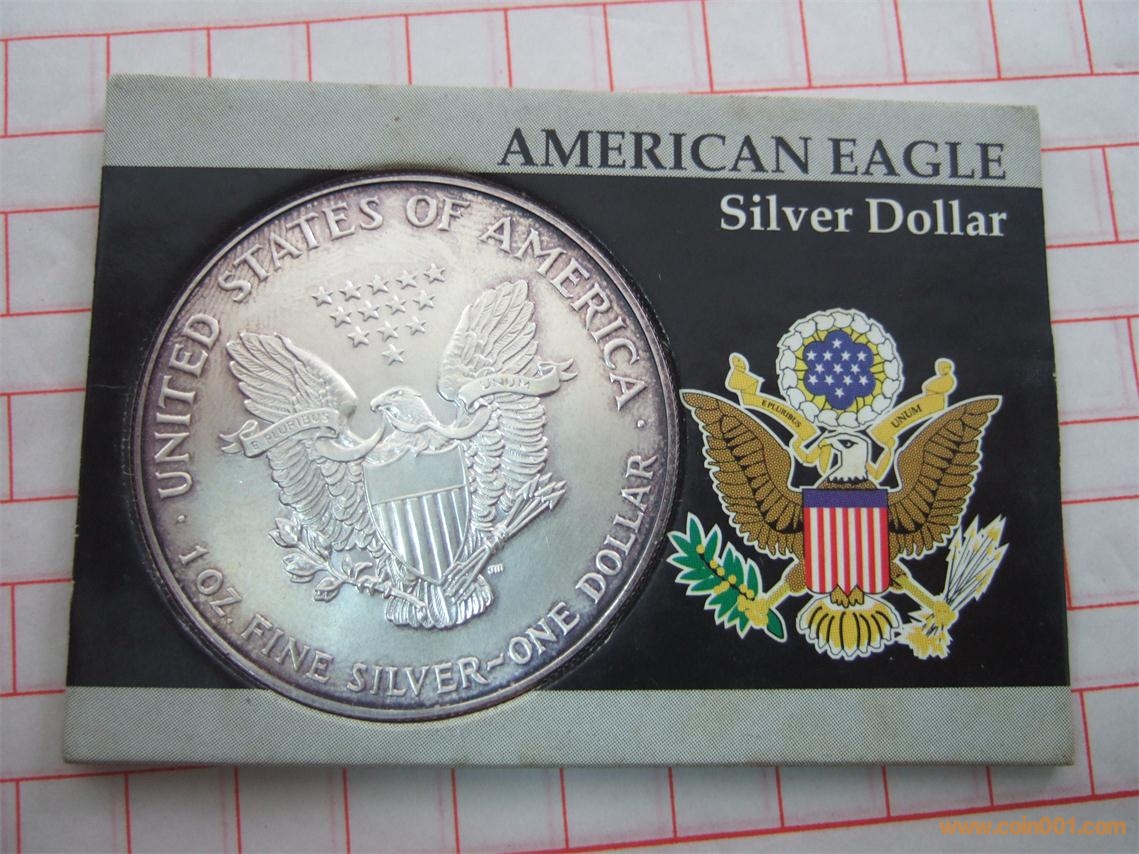 AMERICAN EAGLE
Silver Dollar
UNITED STATES OF AMERICA
E PLURIBUS UNUM
1 OZ. FINE SILVER~ONE DOLLAR
E PLURIBUS UNUM
www.coin001.com